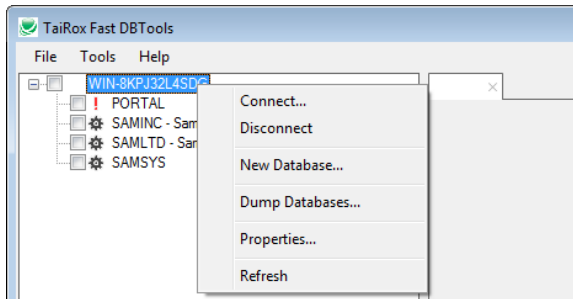 TaiRox Fast DBTools
File Tools Help
WIN-8KPJ32L4SDG
PORTAL
SAMINC - Sam
SAMLTD - Sam
SAMSYS
Connect...
Disconnect
New Database...
Dump Databases...
Properties...
Refresh